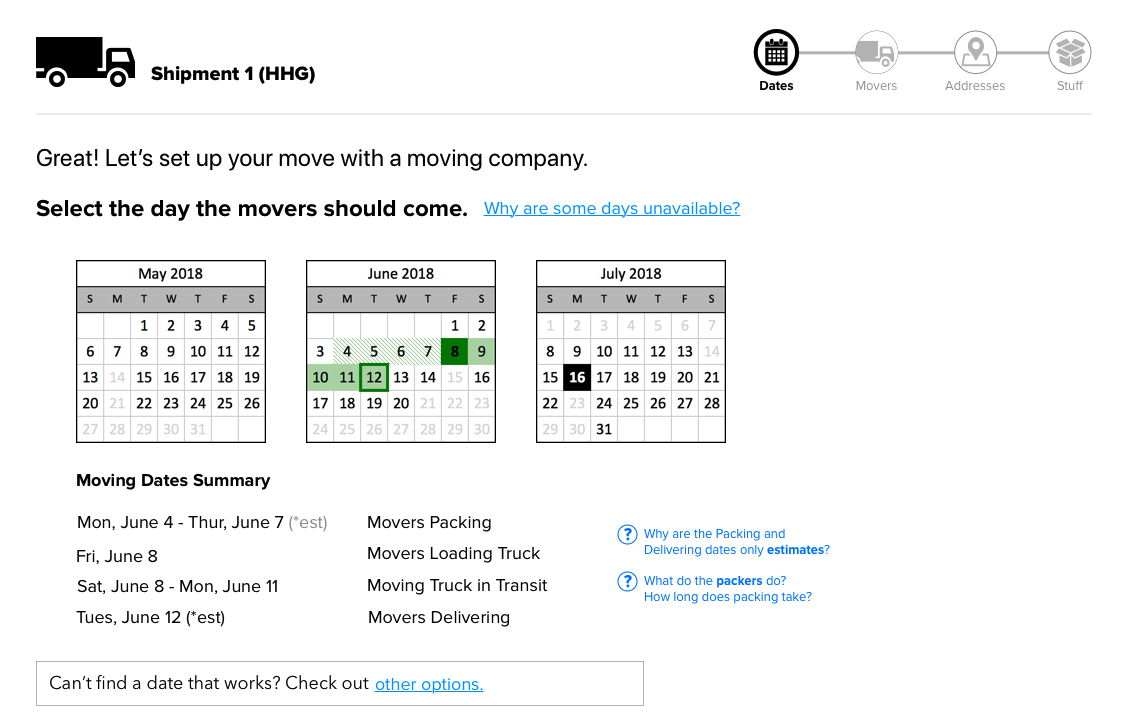 Shipment 1 (HHG)
Dates Movers Addresses Stuff
Great! Let's set up your move with a moving company.
Select the day the movers should come. Why are some days unavailable?
May 2018 June 2018 July 2018
S M T W T F S S M T W T F S S M T W T F S
1 2 3 4 5 1 2 1 2 3 4 5 6 7
6 7 8 9 10 11 12 3 4 5 6 7 8 9 8 9 10 11 12 13 14
13 14 15 16 17 18 19 10 11 12 13 14 15 16 15 16 17 18 19 20 21
20 21 22 23 24 25 26 17 18 19 20 21 22 23 22 23 24 25 26 27 28
27 28 29 30 31 24 25 26 27 28 29 30 29 30 31
Moving Dates Summary
Mon, June 4 - Thur, June 7 (*est) Movers Packing
Fri, June 8 Movers Loading Truck
Sat, June 8 - Mon, June 11 Moving Truck in Transit
Tues, June 12 (*est) Movers Delivering
? Why are the Packing and
Delivering dates only estimates?
? What do the packers do?
How long does packing take?
Can't find a date that works? Check out other options.